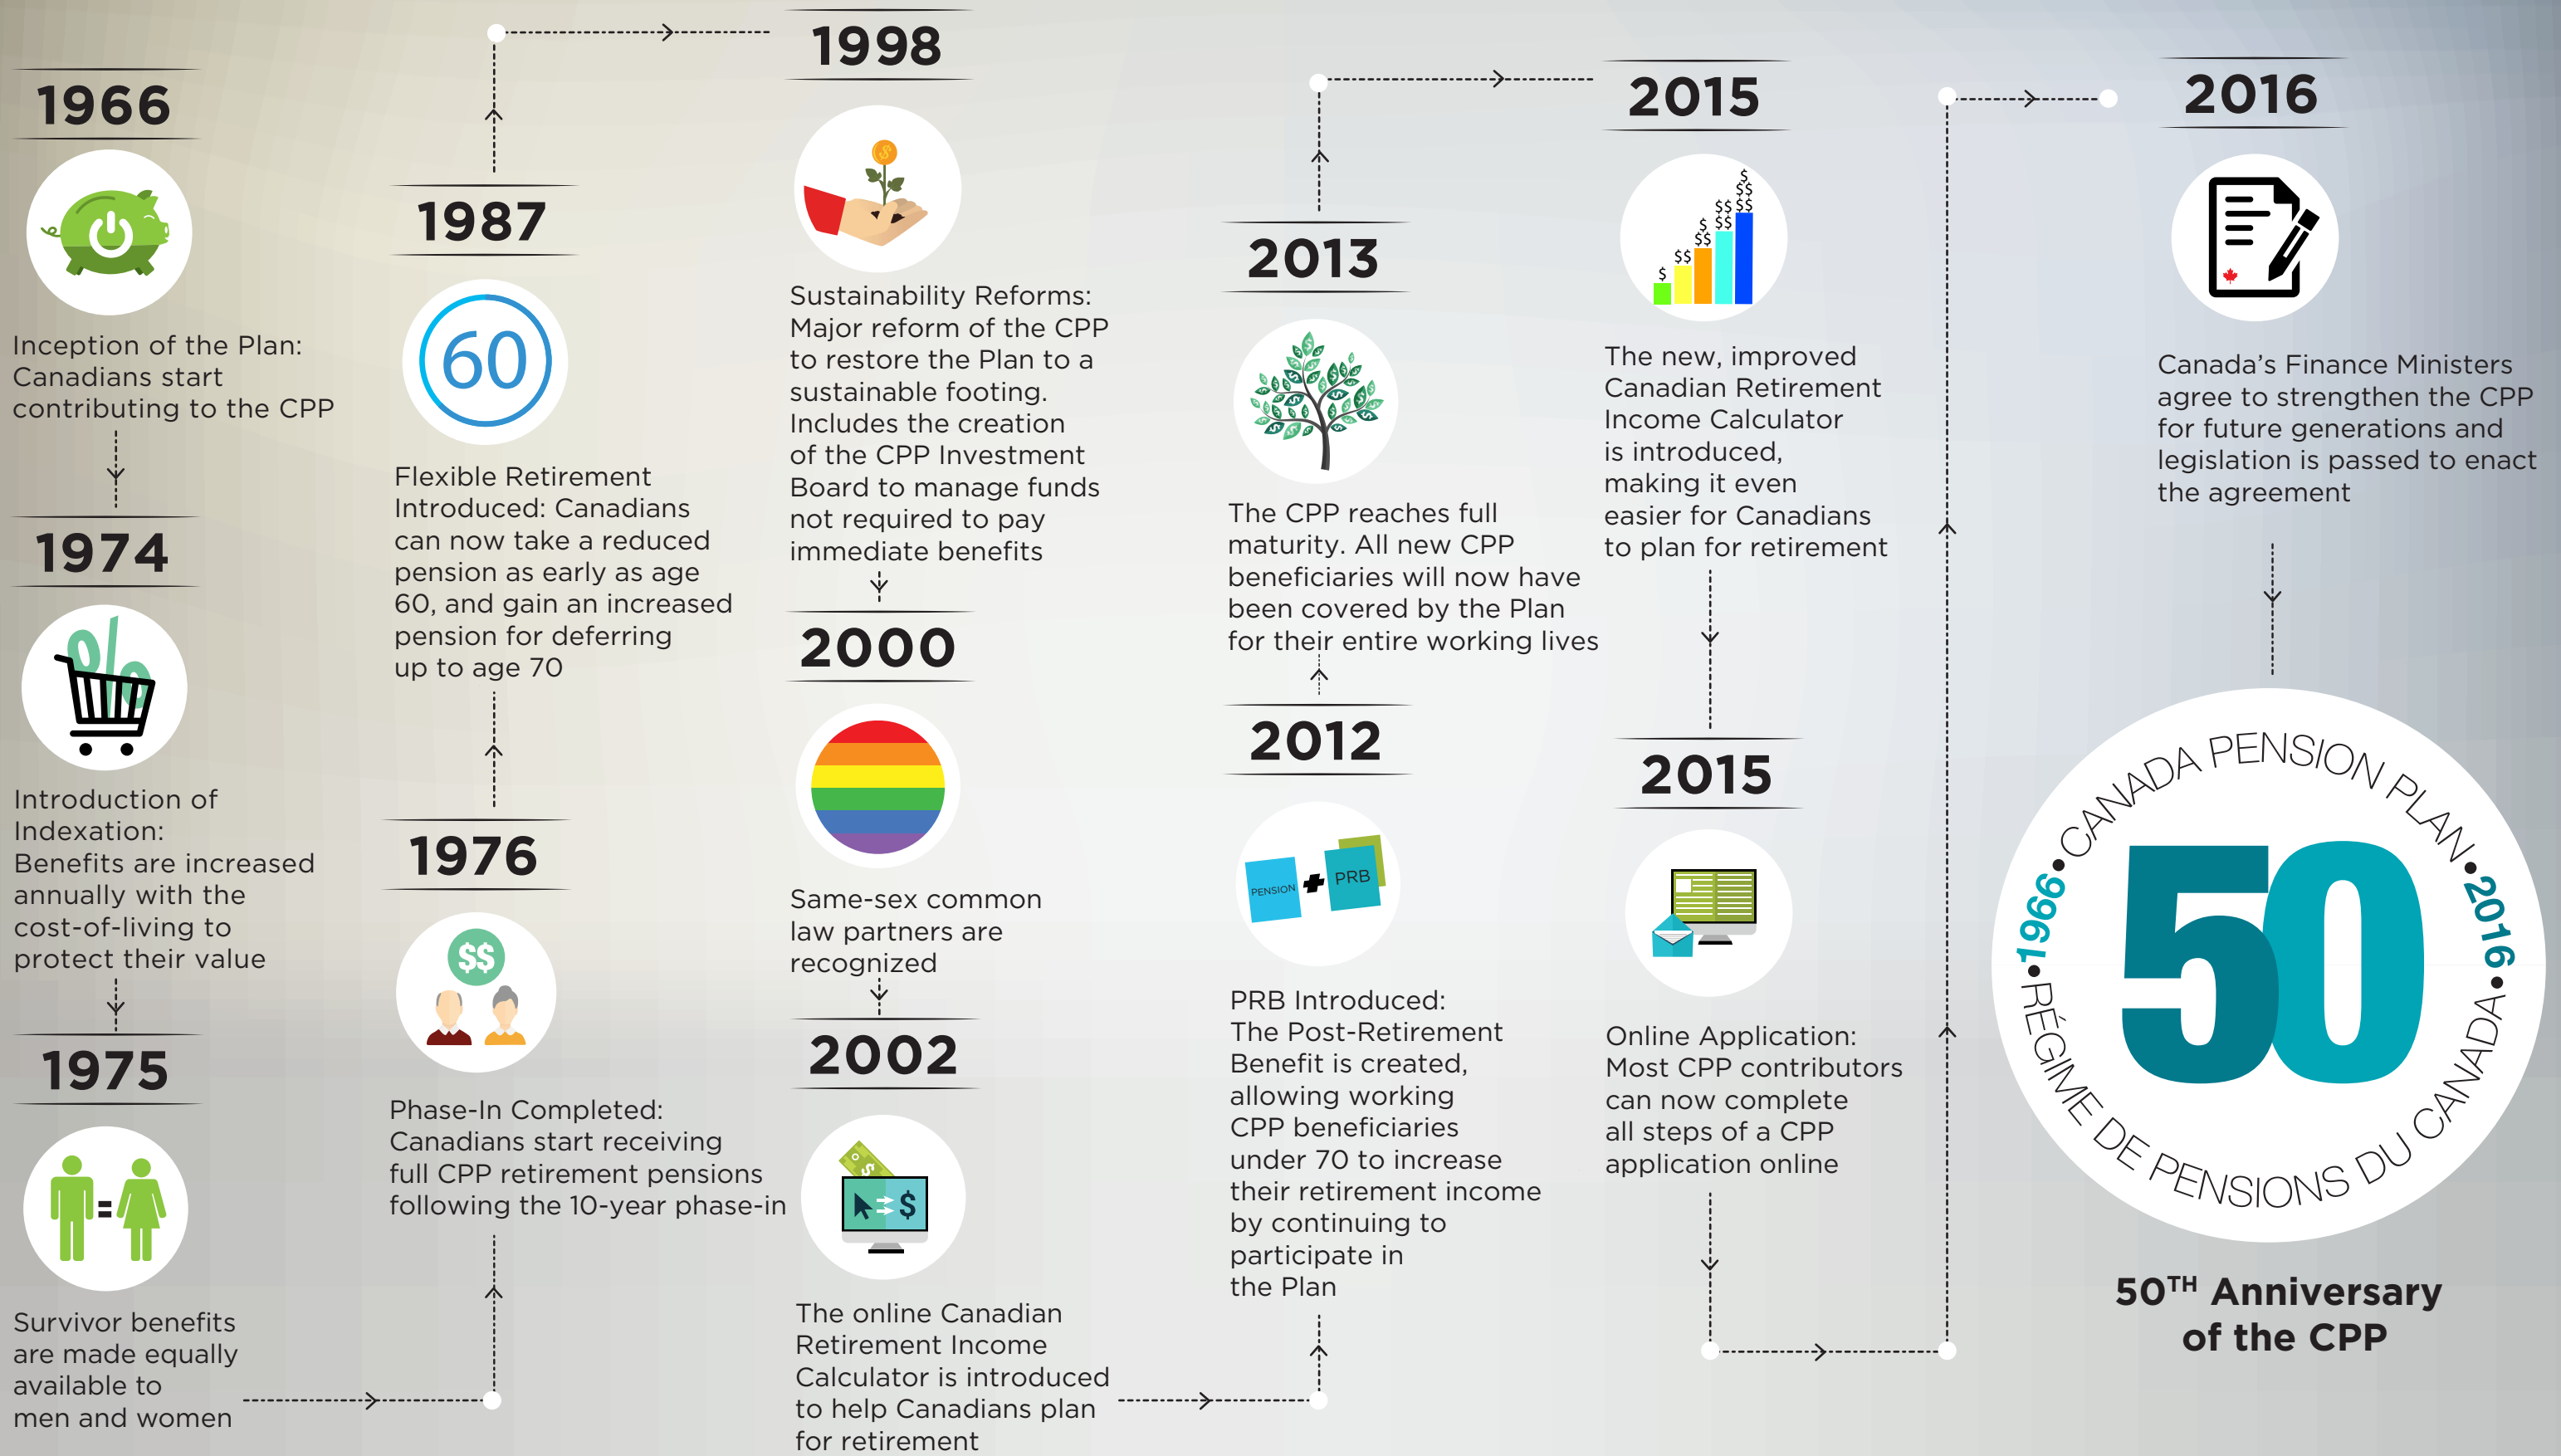 1966
Inception of the Plan:
Canadians start
contributing to the CPP
1974
%
Introduction of
Indexation:
Benefits are increased
annually with the
cost-of-living to
protect their value
1975
=
Survivor benefits
are made equally
available to
men and women
1976
$$
Phase-In Completed:
Canadians start receiving
full CPP retirement pensions
following the 10-year phase-in
1987
60
Flexible Retirement
Introduced: Canadians
can now take a reduced
pension as early as age
60, and gain an increased
pension for deferring
up to age 70
1998
$
Sustainability Reforms:
Major reform of the CPP
to restore the Plan to a
sustainable footing.
Includes the creation
of the CPP Investment
Board to manage funds
not required to pay
immediate benefits
2000
Same-sex common
law partners are
recognized
2002
$
$
The online Canadian
Retirement Income
Calculator is introduced
to help Canadians plan
for retirement
2012
PENSION + PRB
PRB Introduced:
The Post-Retirement
Benefit is created,
allowing working
CPP beneficiaries
under 70 to increase
their retirement income
by continuing to
participate in
the Plan
2013
The CPP reaches full
maturity. All new CPP
beneficiaries will now have
been covered by the Plan
for their entire working lives
2015
$
$$
$ $$
$$ $$ $$
$ $$
The new, improved
Canadian Retirement
Income Calculator
is introduced,
making it even
easier for Canadians
to plan for retirement
2015
Online Application:
Most CPP contributors
can now complete
all steps of a CPP
application online
2016
Canada's Finance Ministers
agree to strengthen the CPP
for future generations and
legislation is passed to enact
the agreement
•1966• CANADA PENSION PLAN •2016•
50
RÉGIME DE PENSIONS DU CANADA
50TH Anniversary
of the CPP